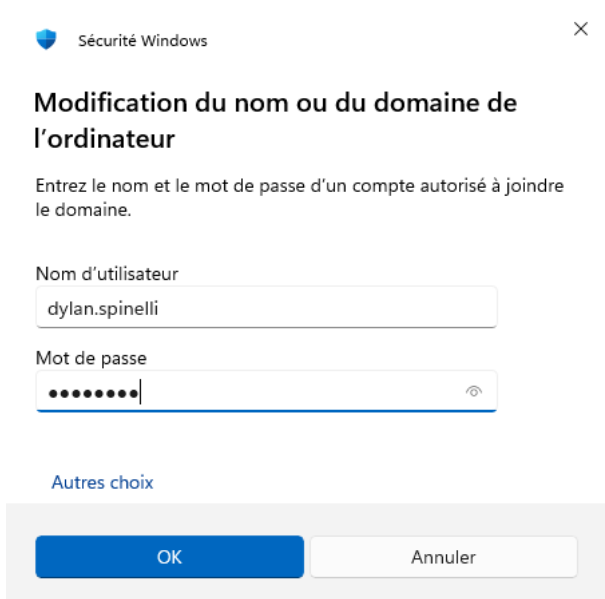 Sécurité Windows
Modification du nom ou du domaine de
l’ordinateur
Entrez le nom et le mot de passe d’un compte autorisé à joindre
le domaine.
Nom d’utilisateur
dylan.spinelli
Mot de passe
●●●●●●●●
Autres choix
OK
Annuler